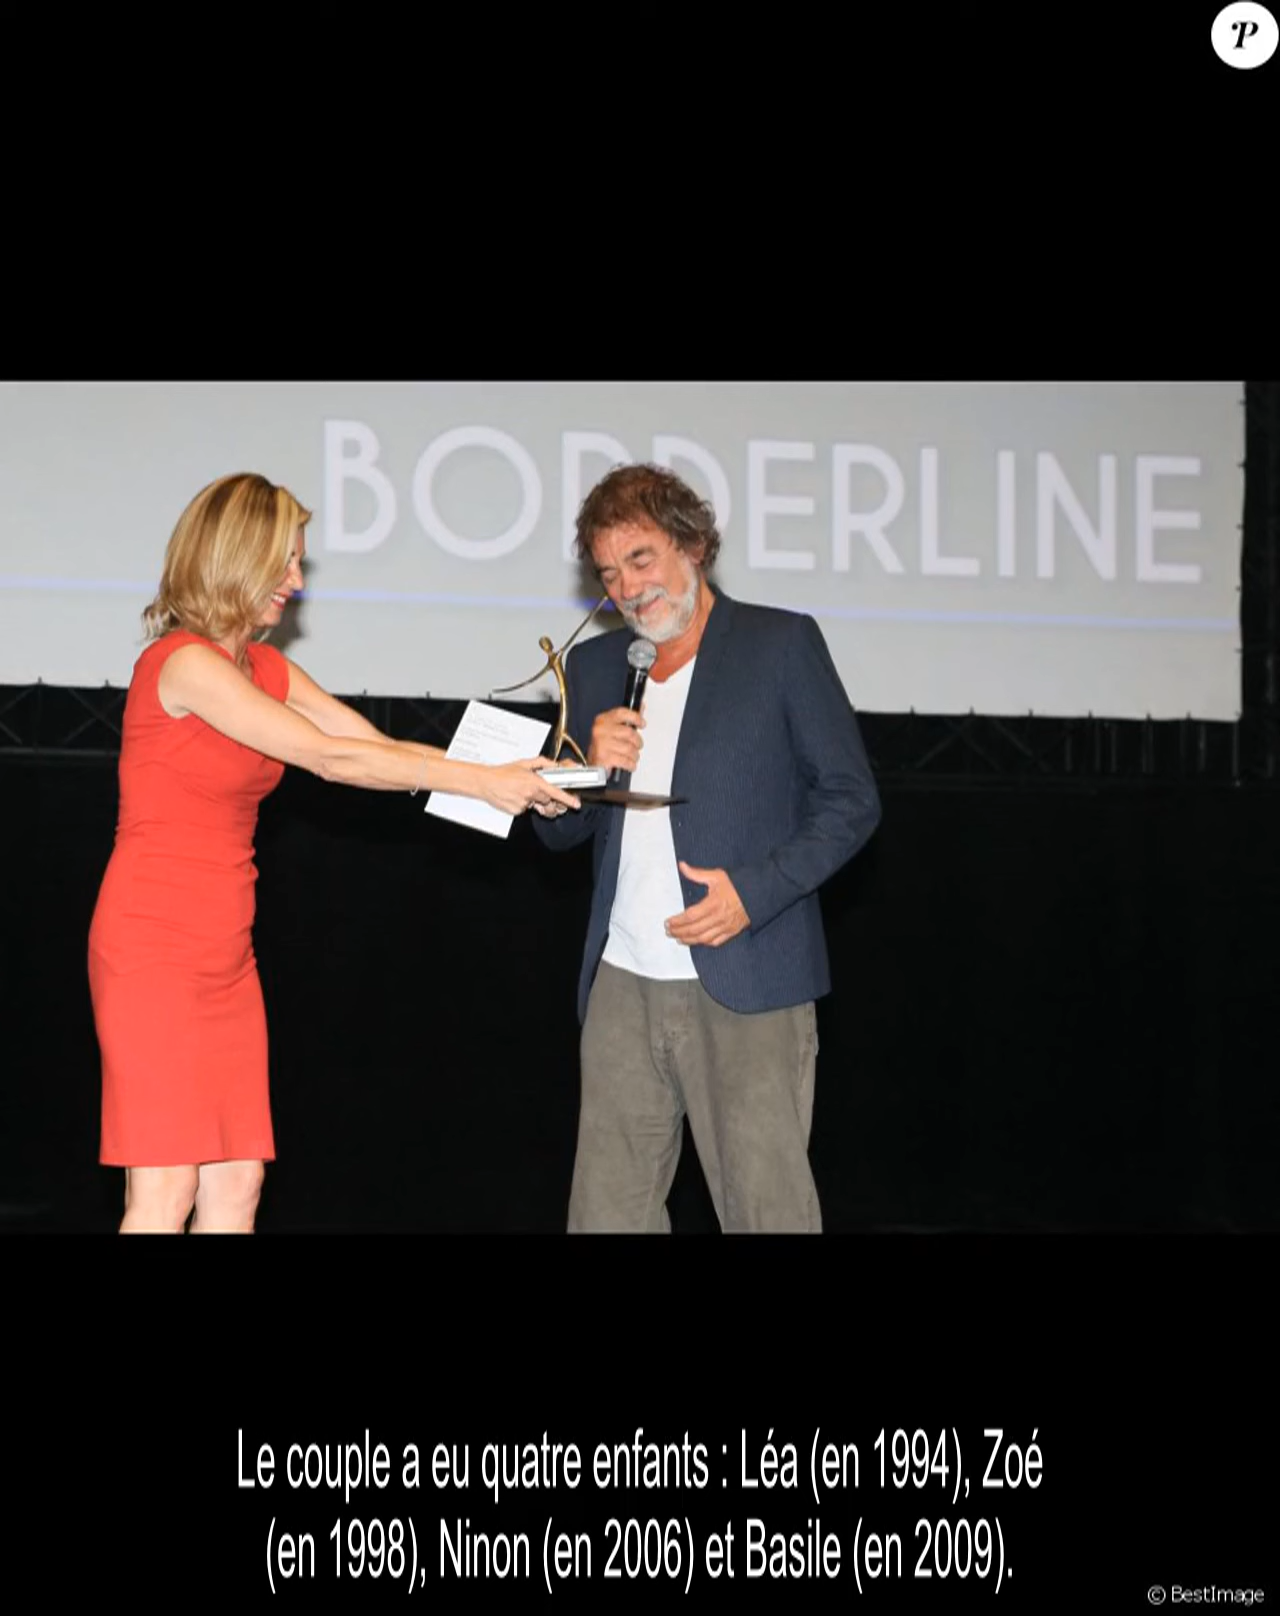 P
BORDERLINE
Le couple a eu quatre enfants : Léa (en 1994), Zoé
(en 1998), Ninon (en 2006) et Basile (en 2009).
© BestImage